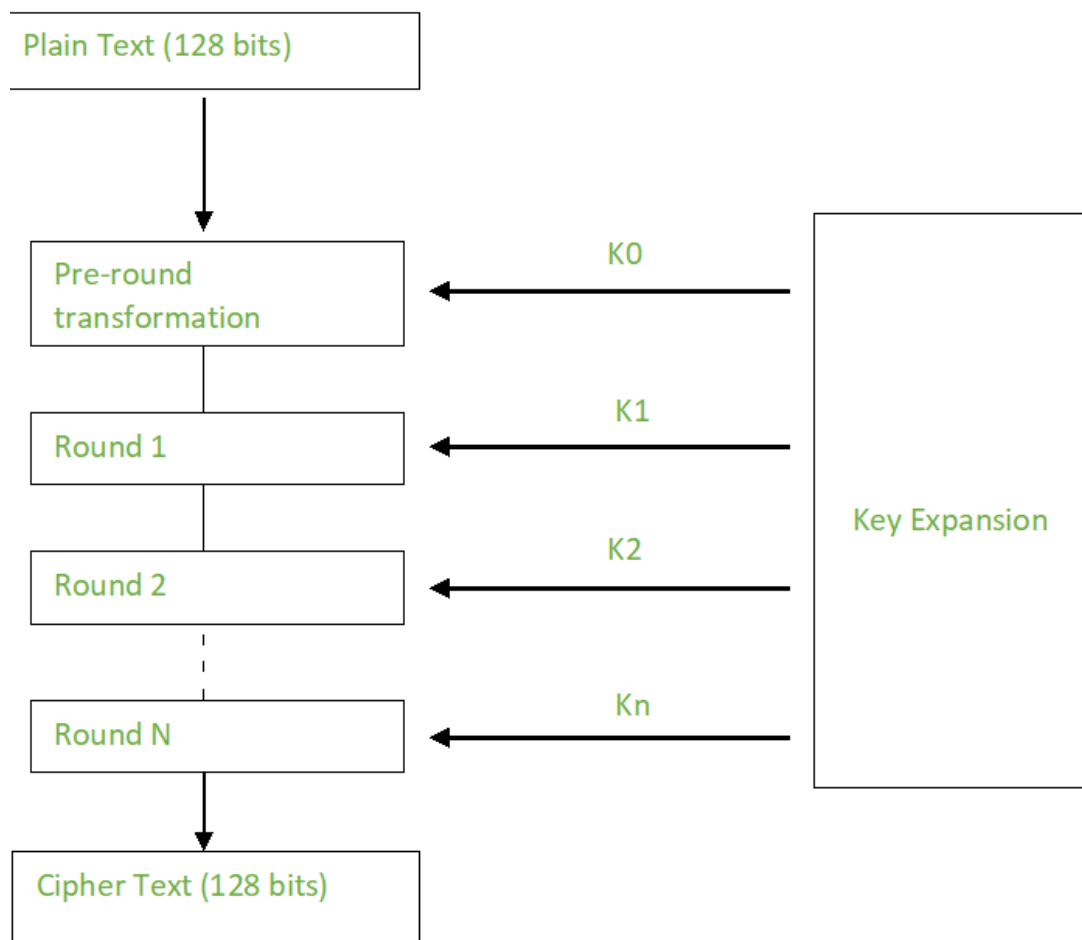 Plain Text (128 bits)
Pre-round
transformation
K0
Round 1
K1
Key Expansion
Round 2
K2
Round N
Kn
Cipher Text (128 bits)